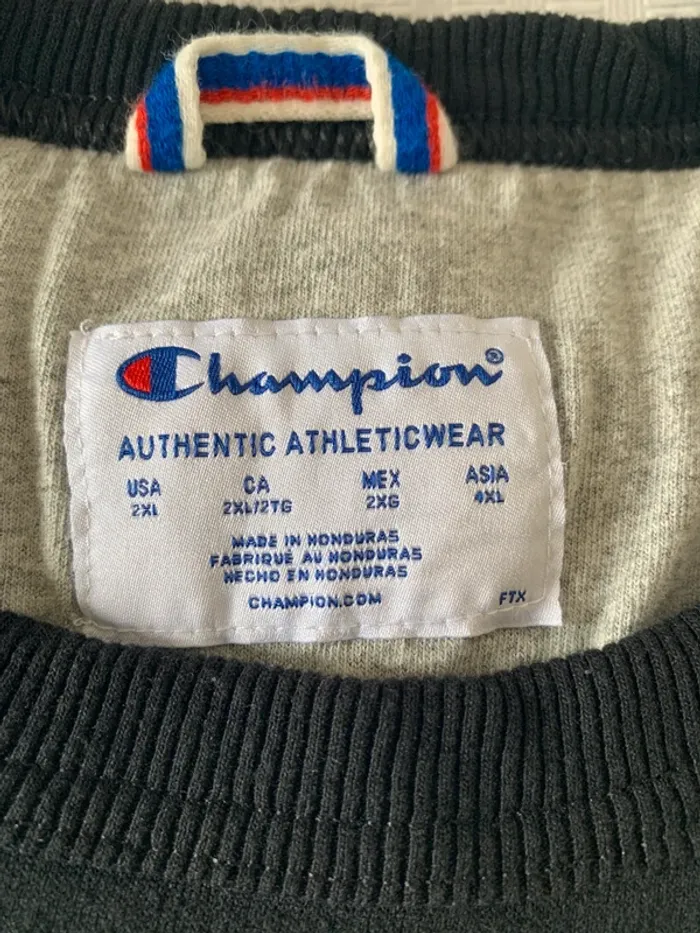 Champion®
AUTHENTIC ATHLETICWEAR
USA CA MEX ASIA
2XL 2XL/2TG 2XG 4XL
MADE IN HONDURAS
FABRIQUÉ AU HONDURAS
HECHO EN HONDURAS
CHAMPION.COM FTX